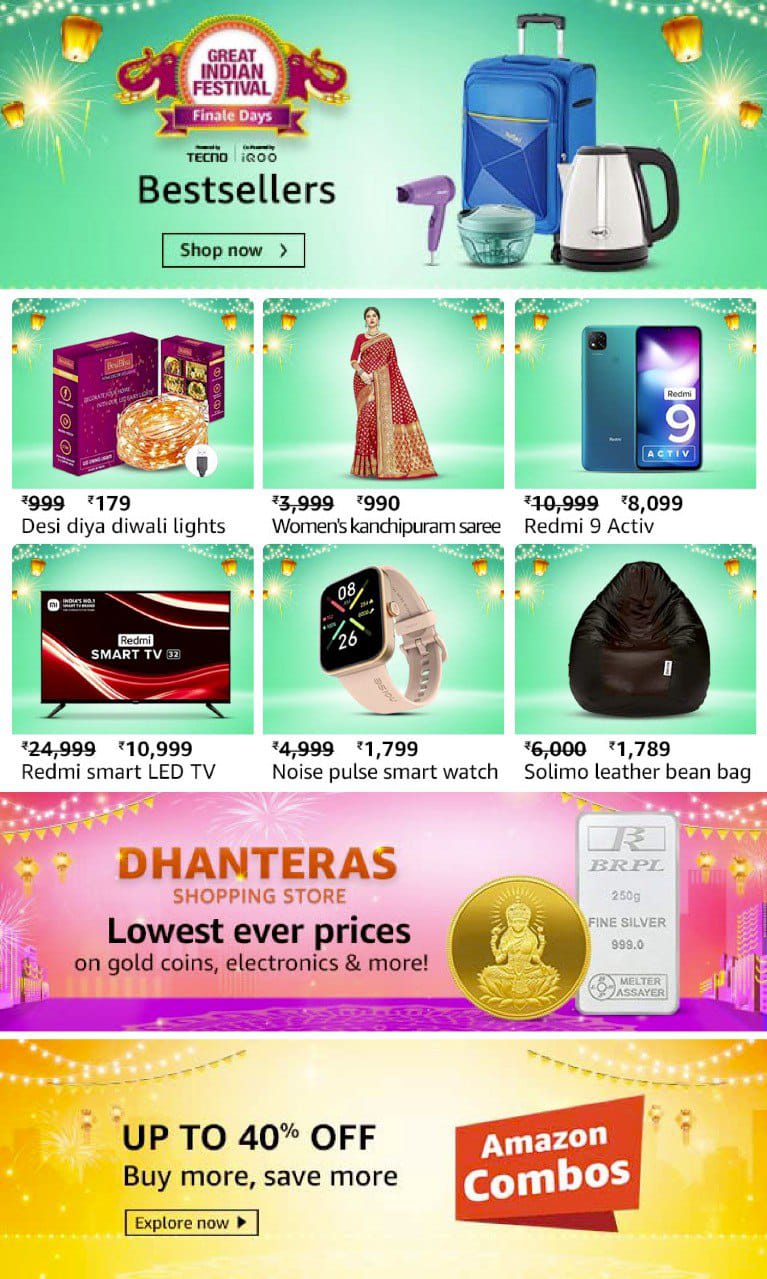 GREAT
INDIAN
FESTIVAL
Finale Days
Powered by
TECNO
Co-Powered by
iQOO
Bestsellers
Shop now >
₹999 ₹179
Desi diya diwali lights
₹3,999 ₹990
Women's kanchipuram saree
Redmi
9
ACTIV
Redmi
₹10,999 ₹8,099
Redmi 9 Activ
mi
INDIA'S NO.1
SMART TV BRAND
Redmi
SMART TV 32
₹24,999 ₹10,999
Redmi smart LED TV
08
26
noise
₹4,999 ₹1,799
Noise pulse smart watch
₹6,000 ₹1,789
Solimo leather bean bag
DHANTERAS
SHOPPING STORE
Lowest ever prices
on gold coins, electronics & more!
R
BRPL
250g
FINE SILVER
999.0
MELTER
ASSAYER
UP TO 40% OFF
Buy more, save more
Explore now
Amazon
Combos